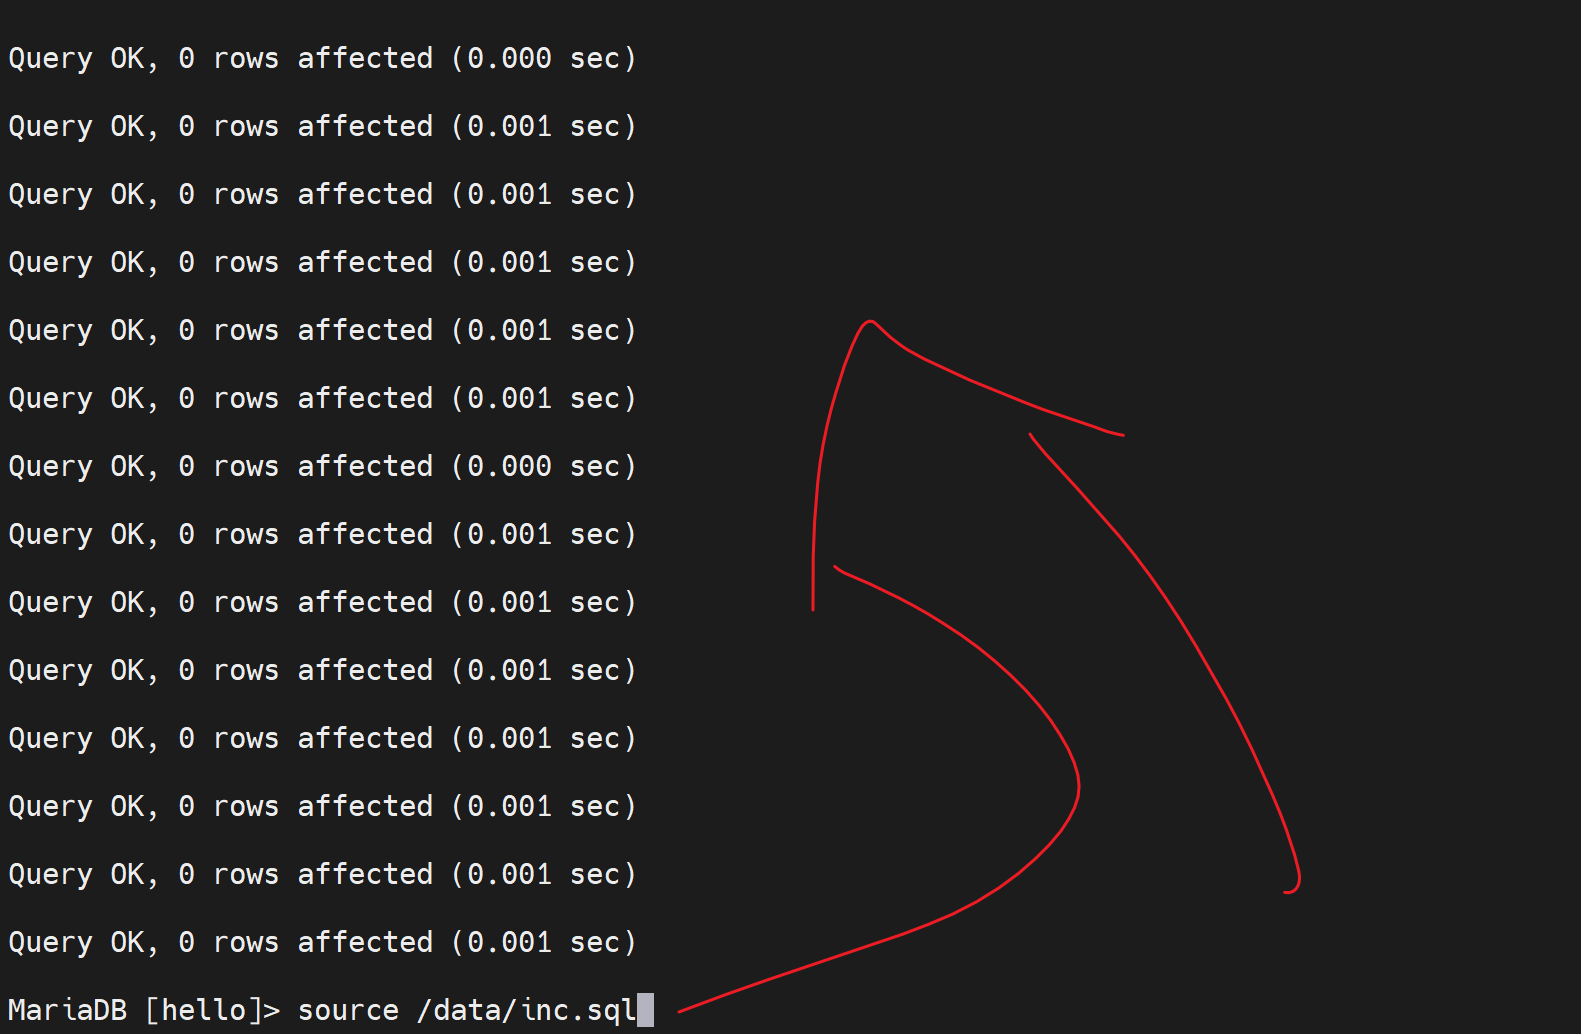 Query OK, 0 rows affected (0.000 sec)
Query OK, 0 rows affected (0.001 sec)
Query OK, 0 rows affected (0.001 sec)
Query OK, 0 rows affected (0.001 sec)
Query OK, 0 rows affected (0.001 sec)
Query OK, 0 rows affected (0.001 sec)
Query OK, 0 rows affected (0.000 sec)
Query OK, 0 rows affected (0.001 sec)
Query OK, 0 rows affected (0.001 sec)
Query OK, 0 rows affected (0.001 sec)
Query OK, 0 rows affected (0.001 sec)
Query OK, 0 rows affected (0.001 sec)
Query OK, 0 rows affected (0.001 sec)
Query OK, 0 rows affected (0.001 sec)
MariaDB [hello]> source /data/inc.sql